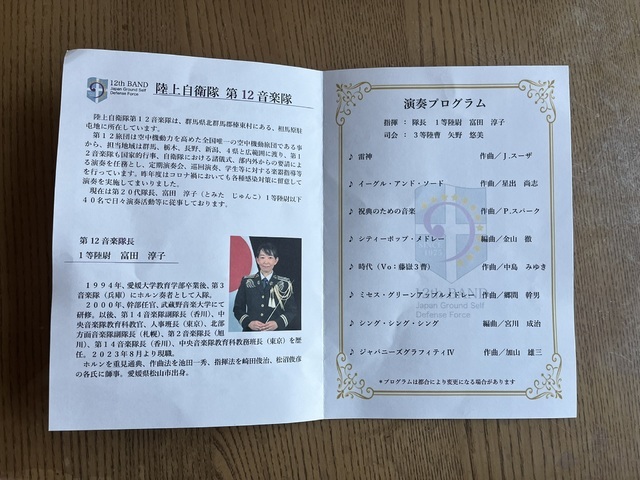 12th BAND
Japan Ground Self
Defense Force
陸上自衛隊 第12音楽隊
陸上自衛隊第12音楽隊は、群馬県北群馬郡榛東村にある、相馬原駐
屯地に所在しています。
第12旅団は空中機動力を高めた全国唯一の空中機動旅団である事
から、担当地域は群馬、栃木、長野、新潟、4県と広範囲に渡り、第1
2音楽隊も国家的行事、自衛隊における諸儀式、部内外からの要請によ
る演奏を任務とし、定期演奏会、巡回演奏、学生等に対する楽器指導等
を行っています。昨年度はコロナ禍においても各種感染対策に留意して
演奏を実施してまいりました。
現在は第20代隊長、富田 淳子(とみた じゅんこ)1等陸尉以下
40名で日々演奏活動等に従事しております。
第12音楽隊長
1等陸尉 富田 淳子
1994年、愛媛大学教育学部卒業後、第3
音楽隊(兵庫)にホルン奏者として入隊。
2000年、幹部任官、武蔵野音楽大学にて
研修。以後、第14音楽隊副隊長(香川)、中
央音楽隊教育科教官、人事班長(東京)、北部
方面音楽隊副隊長(札幌)、第2音楽隊長(旭
川)、第14音楽隊長(香川)、中央音楽隊教育科教務班長(東京)を歴
任。2023年8月より現職。
ホルンを重見通典、作曲法を池田一秀、指揮法を崎田俊治、松沼俊彦
の各氏に師事。愛媛県松山市出身。
演奏プログラム
指揮:隊長 1等陸尉 富田 淳子
司会:3等陸曹 矢野 悠美
♪ 雷神 作曲/J.スーザ
♪ イーグル・アンド・ソード 作曲/星出 尚志
♪ 祝典のための音楽 作曲/P.スパーク
♪ シティーポップ・メドレー 編曲/金山 徹
♪ 時代(Vo:藤嶽3曹) 作曲/中島 みゆき
♪ ミセス・グリーンアップルメドレー 作曲/郷間 幹男
♪ シング・シング・シング 編曲/宮川 成治
♪ ジャパニーズグラフィティⅣ 作曲/加山 雄三
12th BAND
Japan Ground Self
Defense Force
*プログラムは都合により変更になる場合があります